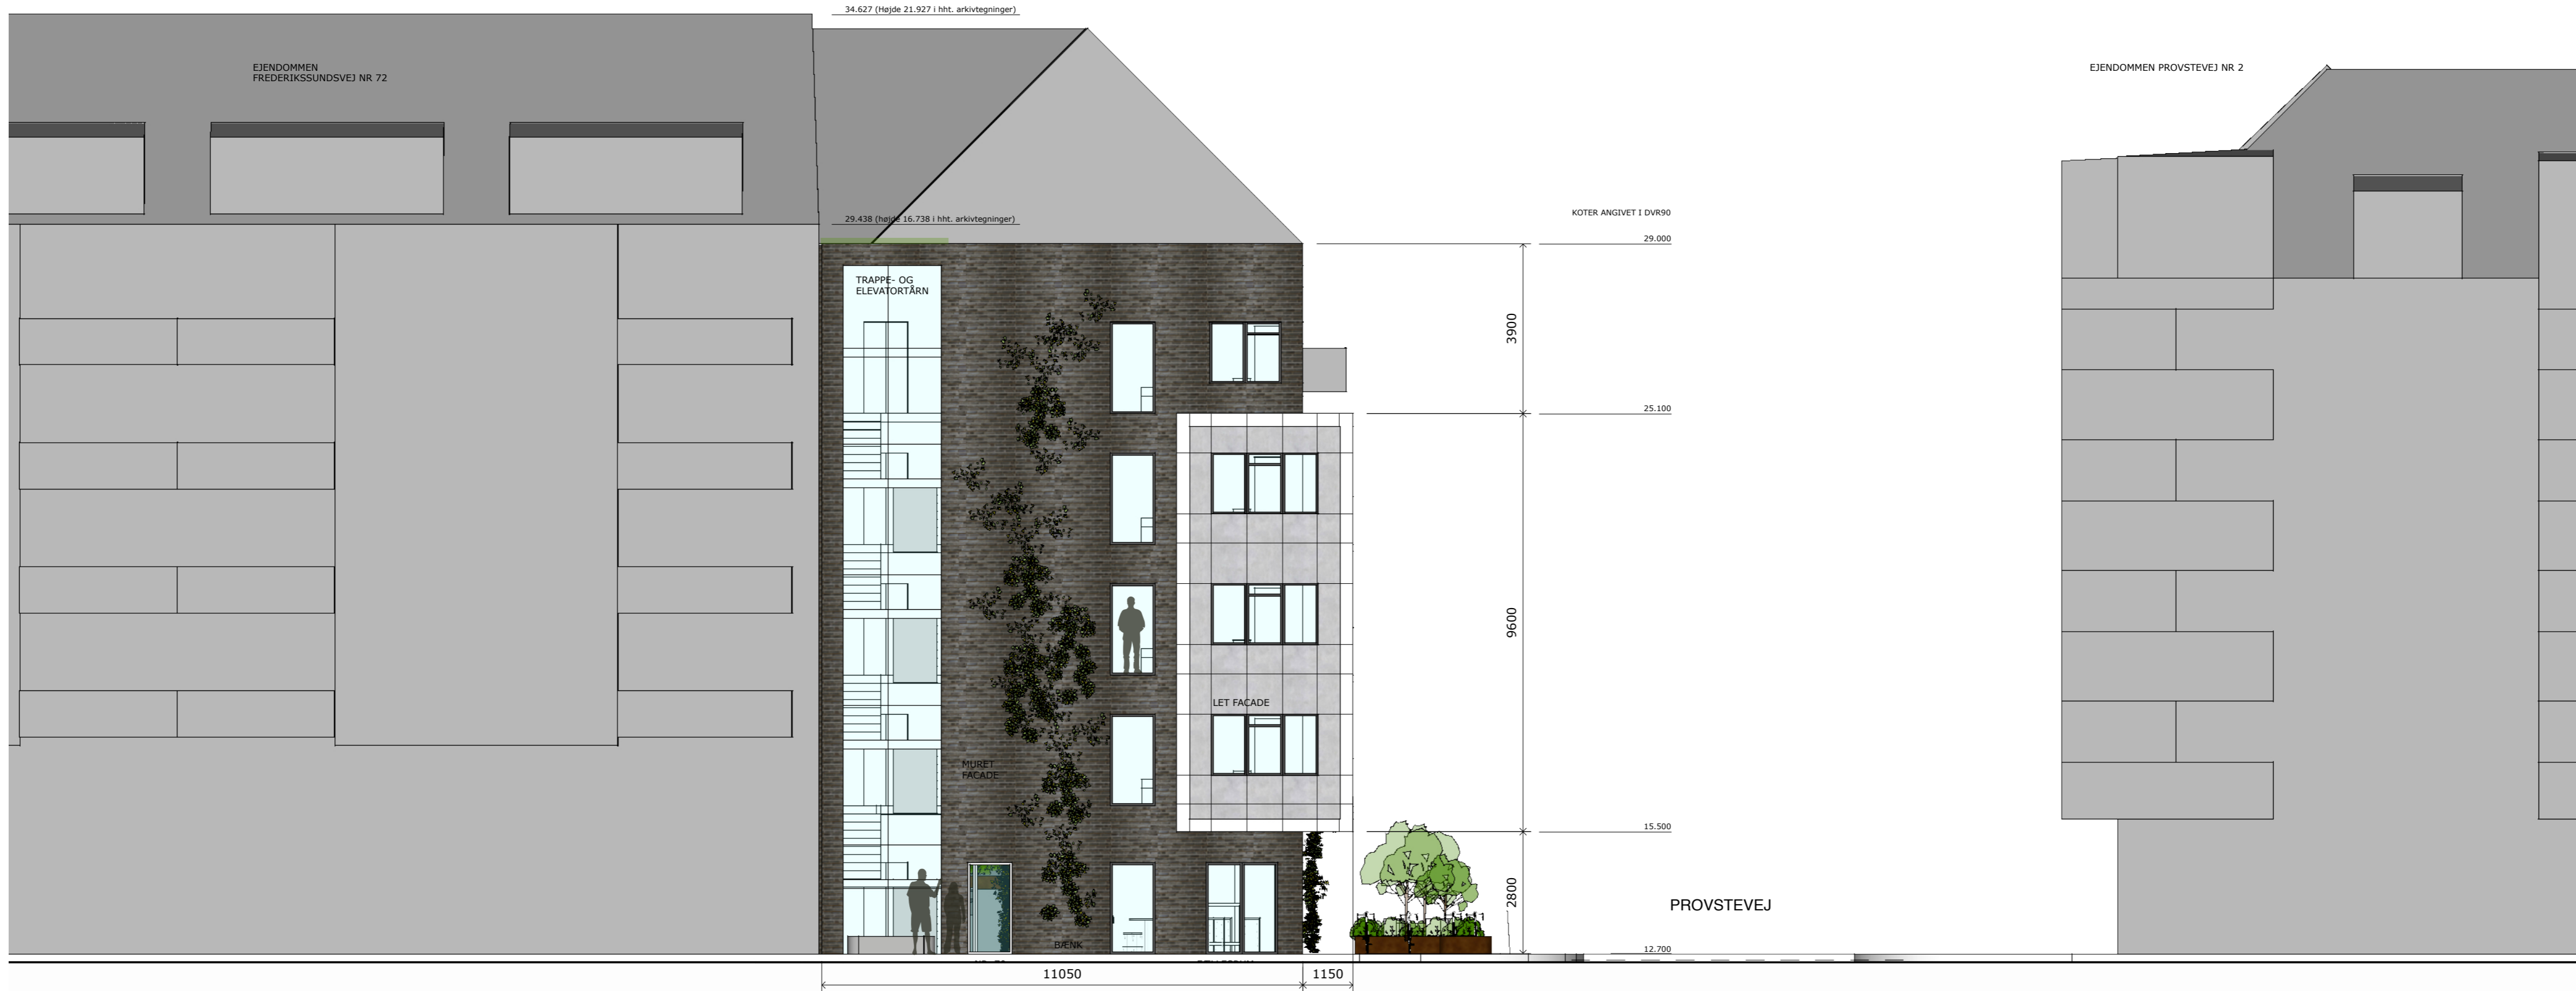 34.627 (Højde 21.927 i hht. arkivtegninger)
EJENDOMMEN
FREDERIKSSUNDSVEJ NR 72
EJENDOMMEN PROVSTEVEJ NR 2
29.438 (højde 16.738 i hht. arkivtegninger)
KOTER ANGIVET I DVR90
29.000
TRAPPE- OG
ELEVATORTÅRN
3900
25.100
9600
LET FACADE
MURET
FACADE
15.500
2800
PROVSTEVEJ
BÆNK
12.700
11050
1150